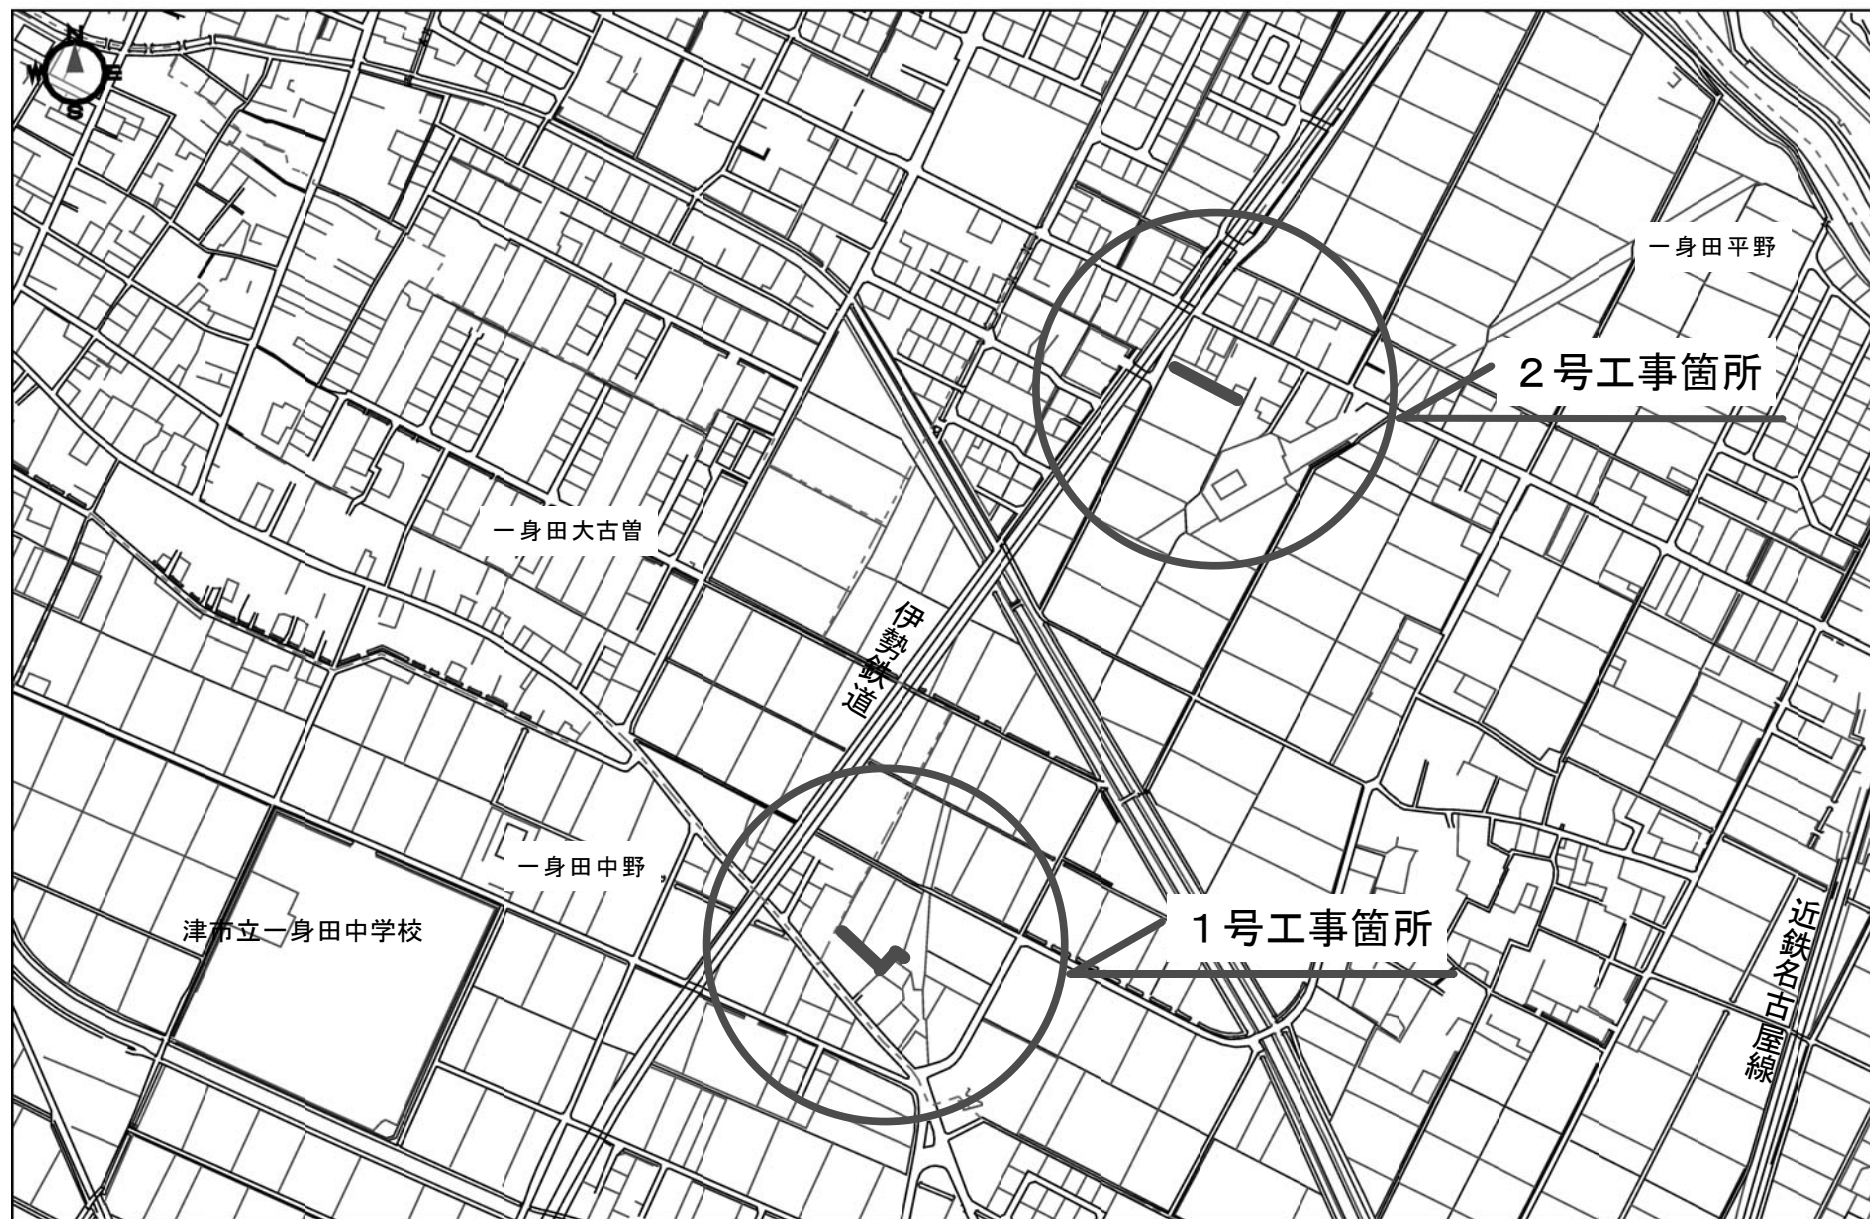 N
W E
S
一身田平野
２号工事箇所
一身田大古曽
伊勢鉄道
一身田中野
津市立一身田中学校
１号工事箇所
近鉄名古屋線